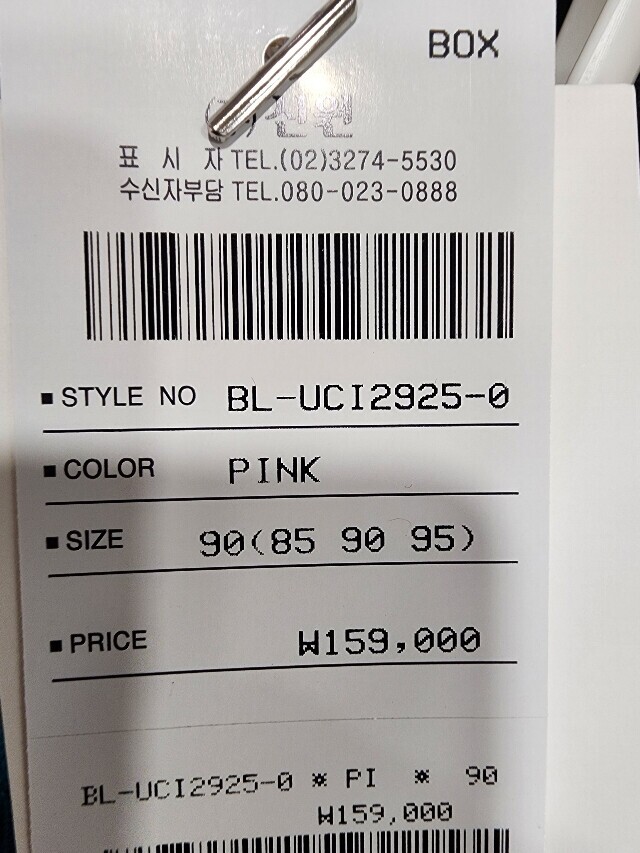 BOX
표 시 자 TEL.(02)3274-5530
수신자부담 TEL.080-023-0888
■ STYLE NO BL-UCI2925-0
■ COLOR PINK
■ SIZE 90(85 90 95)
■ PRICE ₩159,000
BL-UCI2925-0 * PI * 90
₩159,000